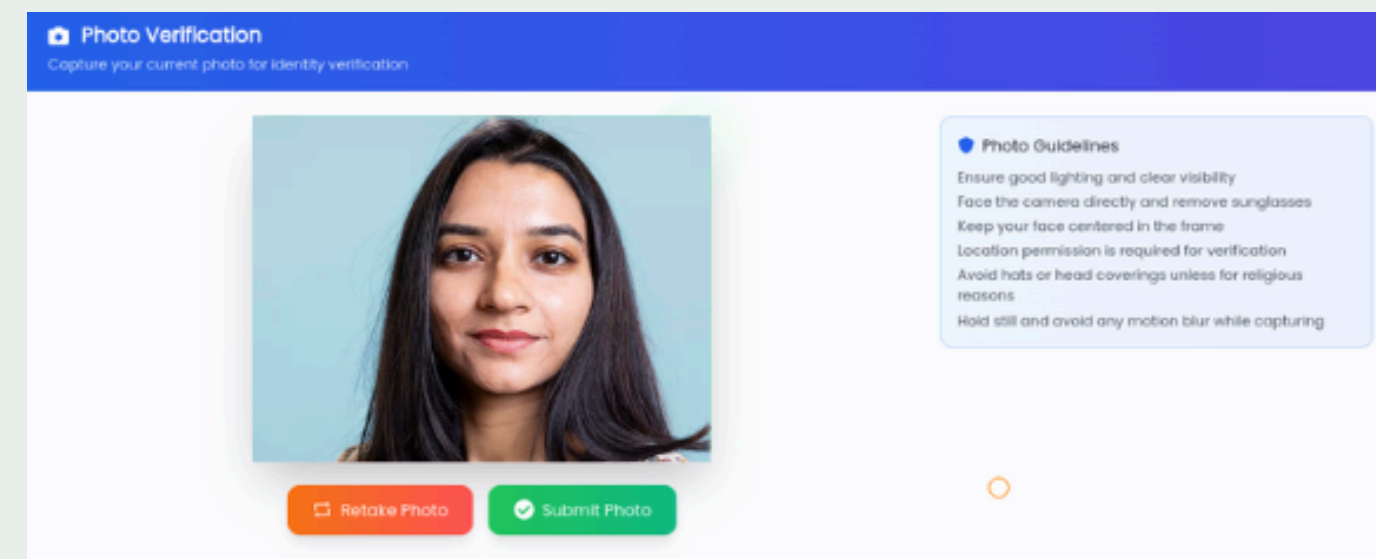 Photo Verification
Capture your current photo for identity verification
Photo Guidelines
Ensure good lighting and clear visibility
Face the camera directly and remove sunglasses
Keep your face centered in the frame
Location permission is required for verification
Avoid hats or head coverings unless for religious
reasons
Hold still and avoid any motion blur while capturing
Retake Photo
Submit Photo